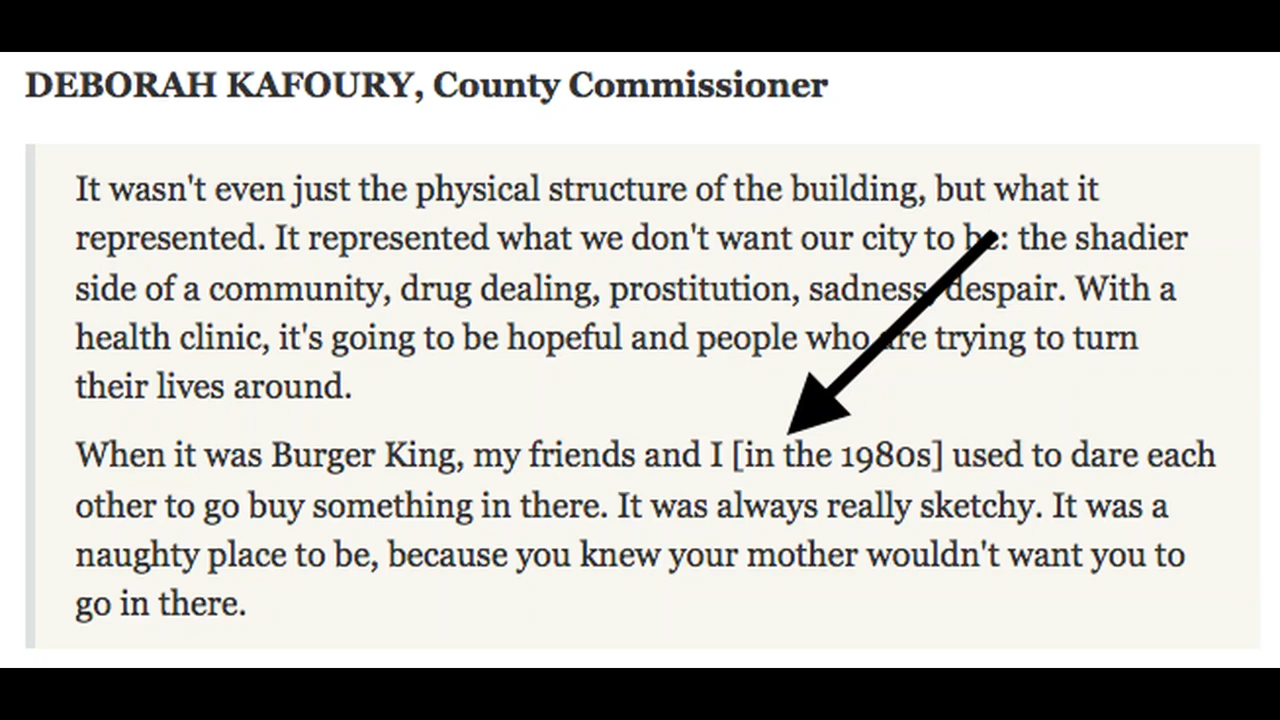 DEBORAH KAFOURY, County Commissioner
It wasn't even just the physical structure of the building, but what it
represented. It represented what we don't want our city to be: the shadier
side of a community, drug dealing, prostitution, sadness, despair. With a
health clinic, it's going to be hopeful and people who are trying to turn
their lives around.
When it was Burger King, my friends and I [in the 1980s] used to dare each
other to go buy something in there. It was always really sketchy. It was a
naughty place to be, because you knew your mother wouldn't want you to
go in there.